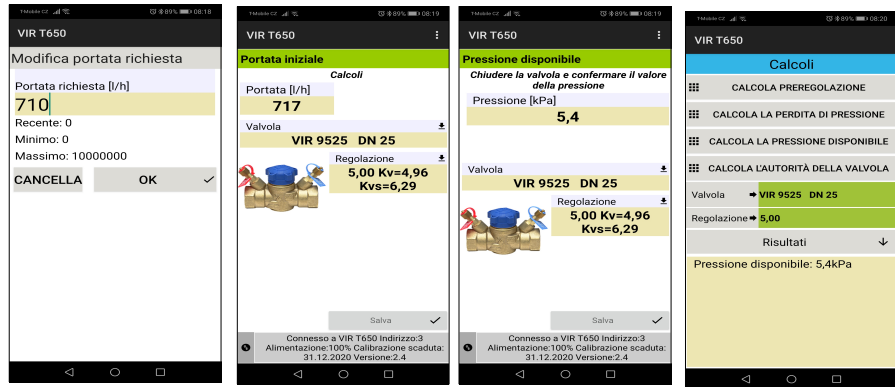 T-Mobile CZ 89% 08:18
VIR T650
Modifica portata richiesta
Portata richiesta [l/h]
710
Recente: 0
Minimo: 0
Massimo: 10000000
CANCELLA OK
T-Mobile CZ 89% 08:19
VIR T650
Portata iniziale
Calcoli
Portata [l/h]
717
Valvola
VIR 9525 DN 25
Regolazione
5,00 Kv=4,96
Kvs=6,29
Salva
Connesso a VIR T650 Indirizzo:3
Alimentazione:100% Calibrazione scaduta:
31.12.2020 Versione:2.4
T-Mobile CZ 89% 08:19
VIR T650
Pressione disponibile
Chiudere la valvola e confermare il valore
della pressione
Pressione [kPa]
5,4
Valvola
VIR 9525 DN 25
Regolazione
5,00 Kv=4,96
Kvs=6,29
Salva
Connesso a VIR T650 Indirizzo:3
Alimentazione:100% Calibrazione scaduta:
31.12.2020 Versione:2.4
T-Mobile CZ 89% 08:20
VIR T650
Calcoli
CALCOLA PREREGOLAZIONE
CALCOLA LA PERDITA DI PRESSIONE
CALCOLA LA PRESSIONE DISPONIBILE
CALCOLA L'AUTORITÀ DELLA VALVOLA
Valvola VIR 9525 DN 25
Regolazione 5,00
Risultati
Pressione disponibile: 5,4kPa